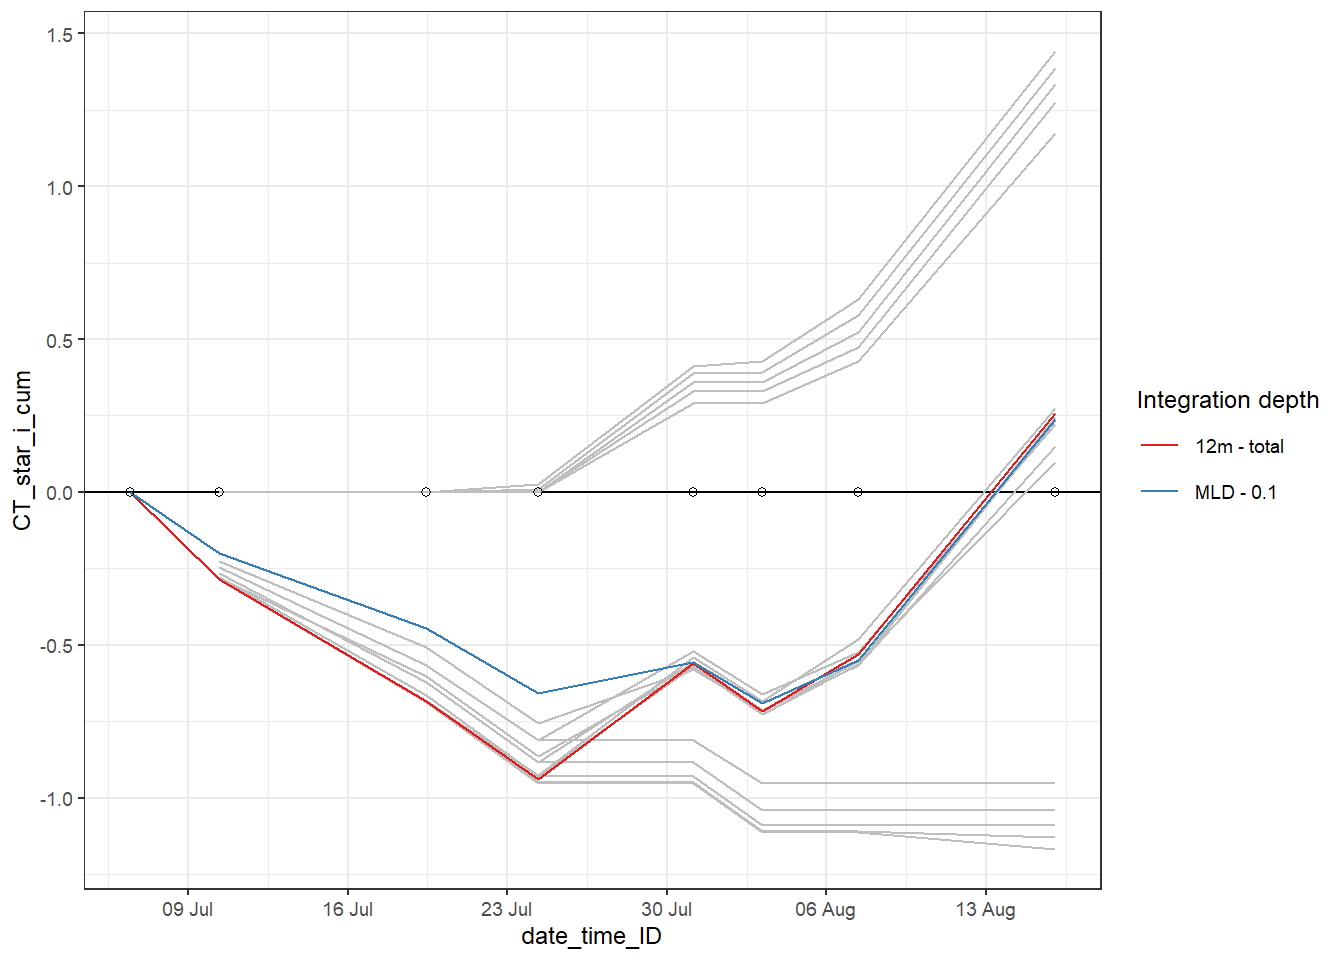 1.5
1.0
0.5
0.0
-0.5
-1.0
CT_star_i_cum
09 Jul
16 Jul
23 Jul
30 Jul
06 Aug
13 Aug
date_time_ID
Integration depth
12m - total
MLD - 0.1